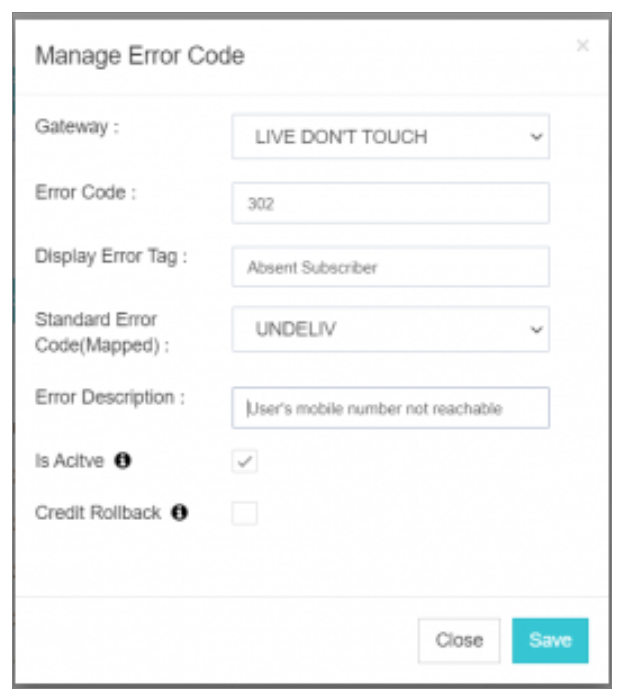 Manage Error Code
×
Gateway :
LIVE DON'T TOUCH
Error Code :
302
Display Error Tag :
Absent Subscriber
Standard Error
Code(Mapped) :
UNDELIV
Error Description :
User's mobile number not reachable
Is Acitve
Credit Rollback
Close Save